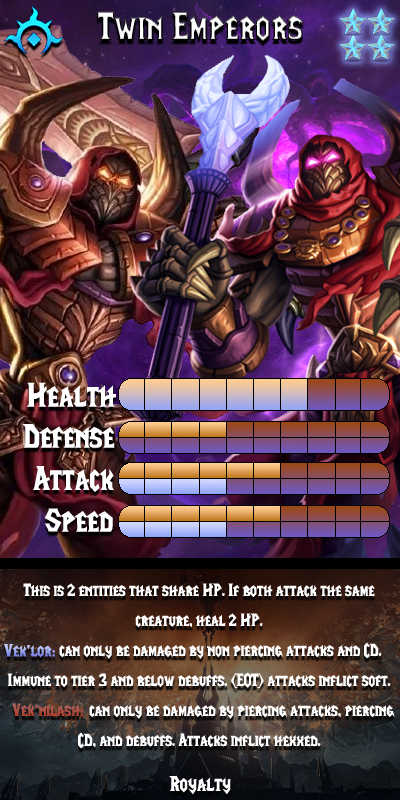 Twin Emperors
Health
Defense
Attack
Speed
This is 2 entities that share HP. If both attack the same
creature, heal 2 HP.
Vek'lor: can only be damaged by non piercing attacks and CD.
Immune to tier 3 and below debuffs. (EOT) attacks inflict soft.
Vek'nilash: can only be damaged by piercing attacks, piercing
CD, and debuffs. Attacks inflict hexxed.
Royalty